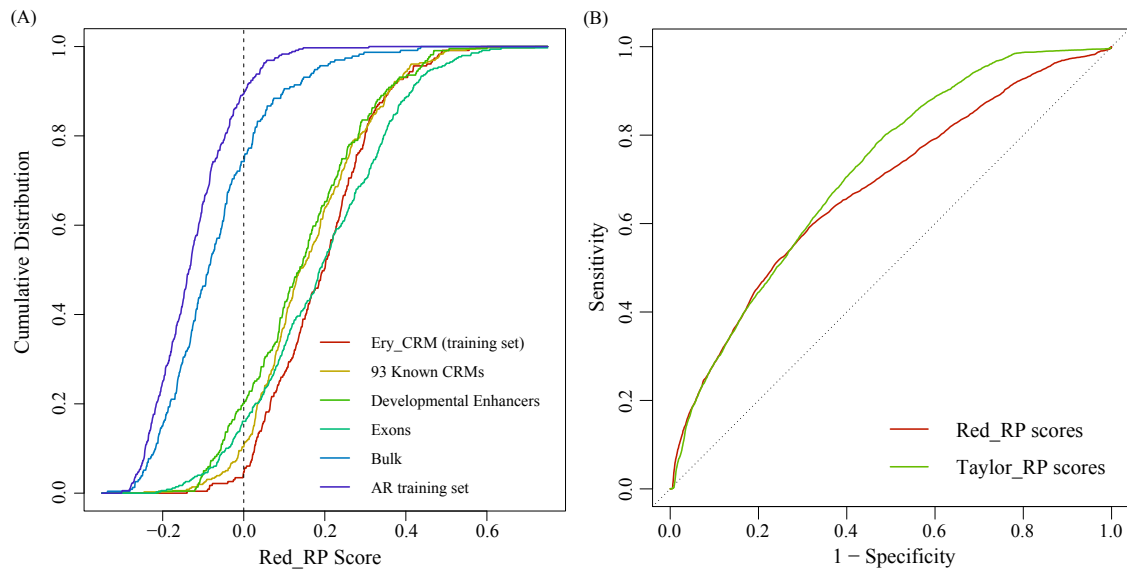 (A)
Cumulative Distribution
1.0
0.8
0.6
0.4
0.2
0.0
−0.2
0.0
0.2
0.4
0.6
Red_RP Score
Ery_CRM (training set)
93 Known CRMs
Developmental Enhancers
Exons
Bulk
AR training set
(B)
Sensitivity
1.0
0.8
0.6
0.4
0.2
0.0
0.0
0.2
0.4
0.6
0.8
1.0
1 − Specificity
Red_RP scores
Taylor_RP scores